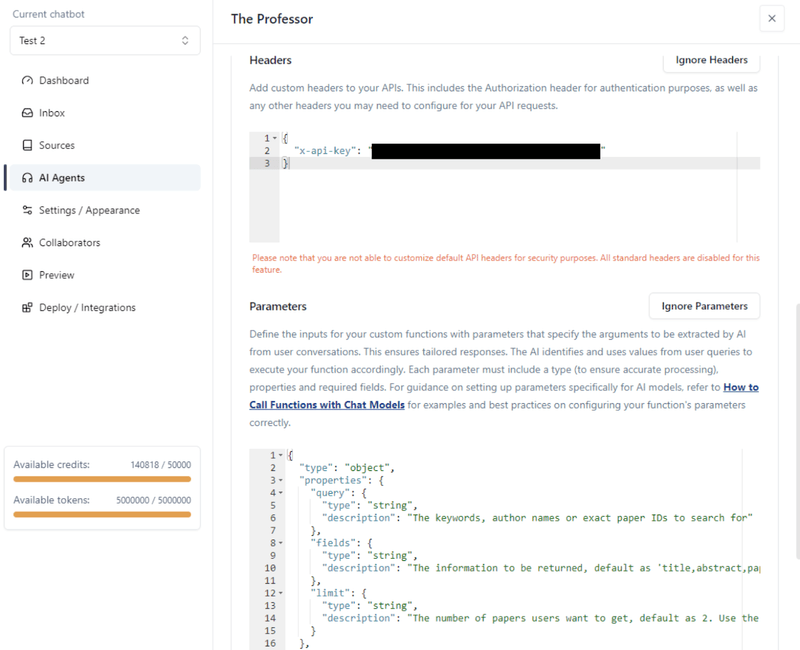 Current chatbot
Test 2
Dashboard
Inbox
Sources
AI Agents
Settings / Appearance
Collaborators
Preview
Deploy / Integrations
Available credits: 140818 / 50000
Available tokens: 5000000 / 5000000
The Professor
Headers
Ignore Headers
Add custom headers to your APIs. This includes the Authorization header for authentication purposes, as well as
any other headers you may need to configure for your API requests.
1 {
2 "x-api-key": " "
3 }
Please note that you are not able to customize default API headers for security purposes. All standard headers are disabled for this
feature.
Parameters
Ignore Parameters
Define the inputs for your custom functions with parameters that specify the arguments to be extracted by AI
from user conversations. This ensures tailored responses. The AI identifies and uses values from user queries to
execute your function accordingly. Each parameter must include a type (to ensure accurate processing),
properties and required fields. For guidance on setting up parameters specifically for AI models, refer to How to
Call Functions with Chat Models for examples and best practices on configuring your function's parameters
correctly.
1 {
2 "type": "object",
3 "properties": {
4 "query": {
5 "type": "string",
6 "description": "The keywords, author names or exact paper IDs to search for"
7 },
8 "fields": {
9 "type": "string",
10 "description": "The information to be returned, default as 'title,abstract,pap
11 },
12 "limit": {
13 "type": "string",
14 "description": "The number of papers users want to get, default as 2. Use the
15 }
16 },